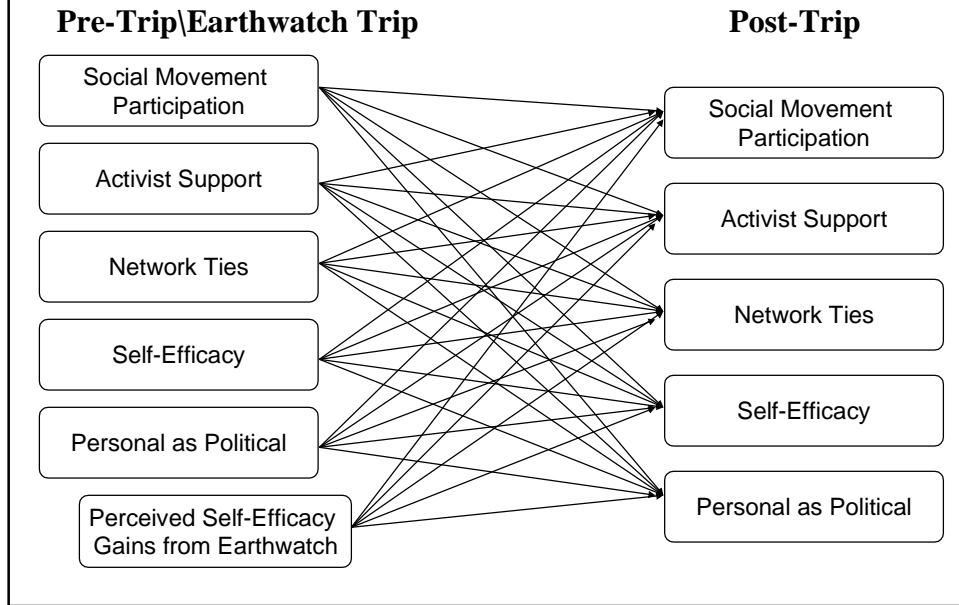 Pre-Trip\Earthwatch Trip
Social Movement
Participation
Activist Support
Network Ties
Self-Efficacy
Personal as Political
Perceived Self-Efficacy
Gains from Earthwatch
Post-Trip
Social Movement
Participation
Activist Support
Network Ties
Self-Efficacy
Personal as Political